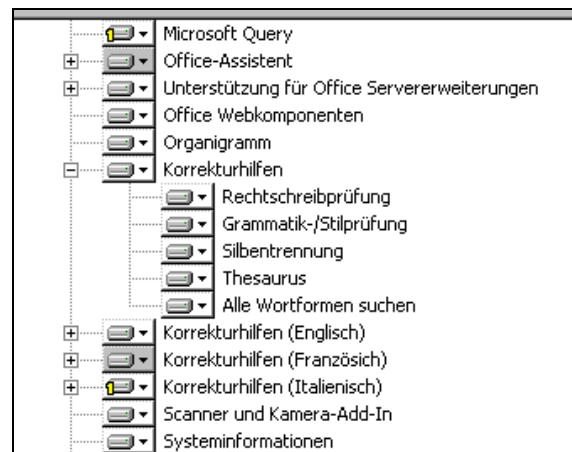 Microsoft Query
Office-Assistent
Unterstützung für Office Servererweiterungen
Office Webkomponenten
Organigramm
Korrekturhilfen
Rechtschreibprüfung
Grammatik-/Stilprüfung
Silbentrennung
Thesaurus
Alle Wortformen suchen
Korrekturhilfen (Englisch)
Korrekturhilfen (Französich)
Korrekturhilfen (Italienisch)
Scanner und Kamera-Add-In
Systeminformationen